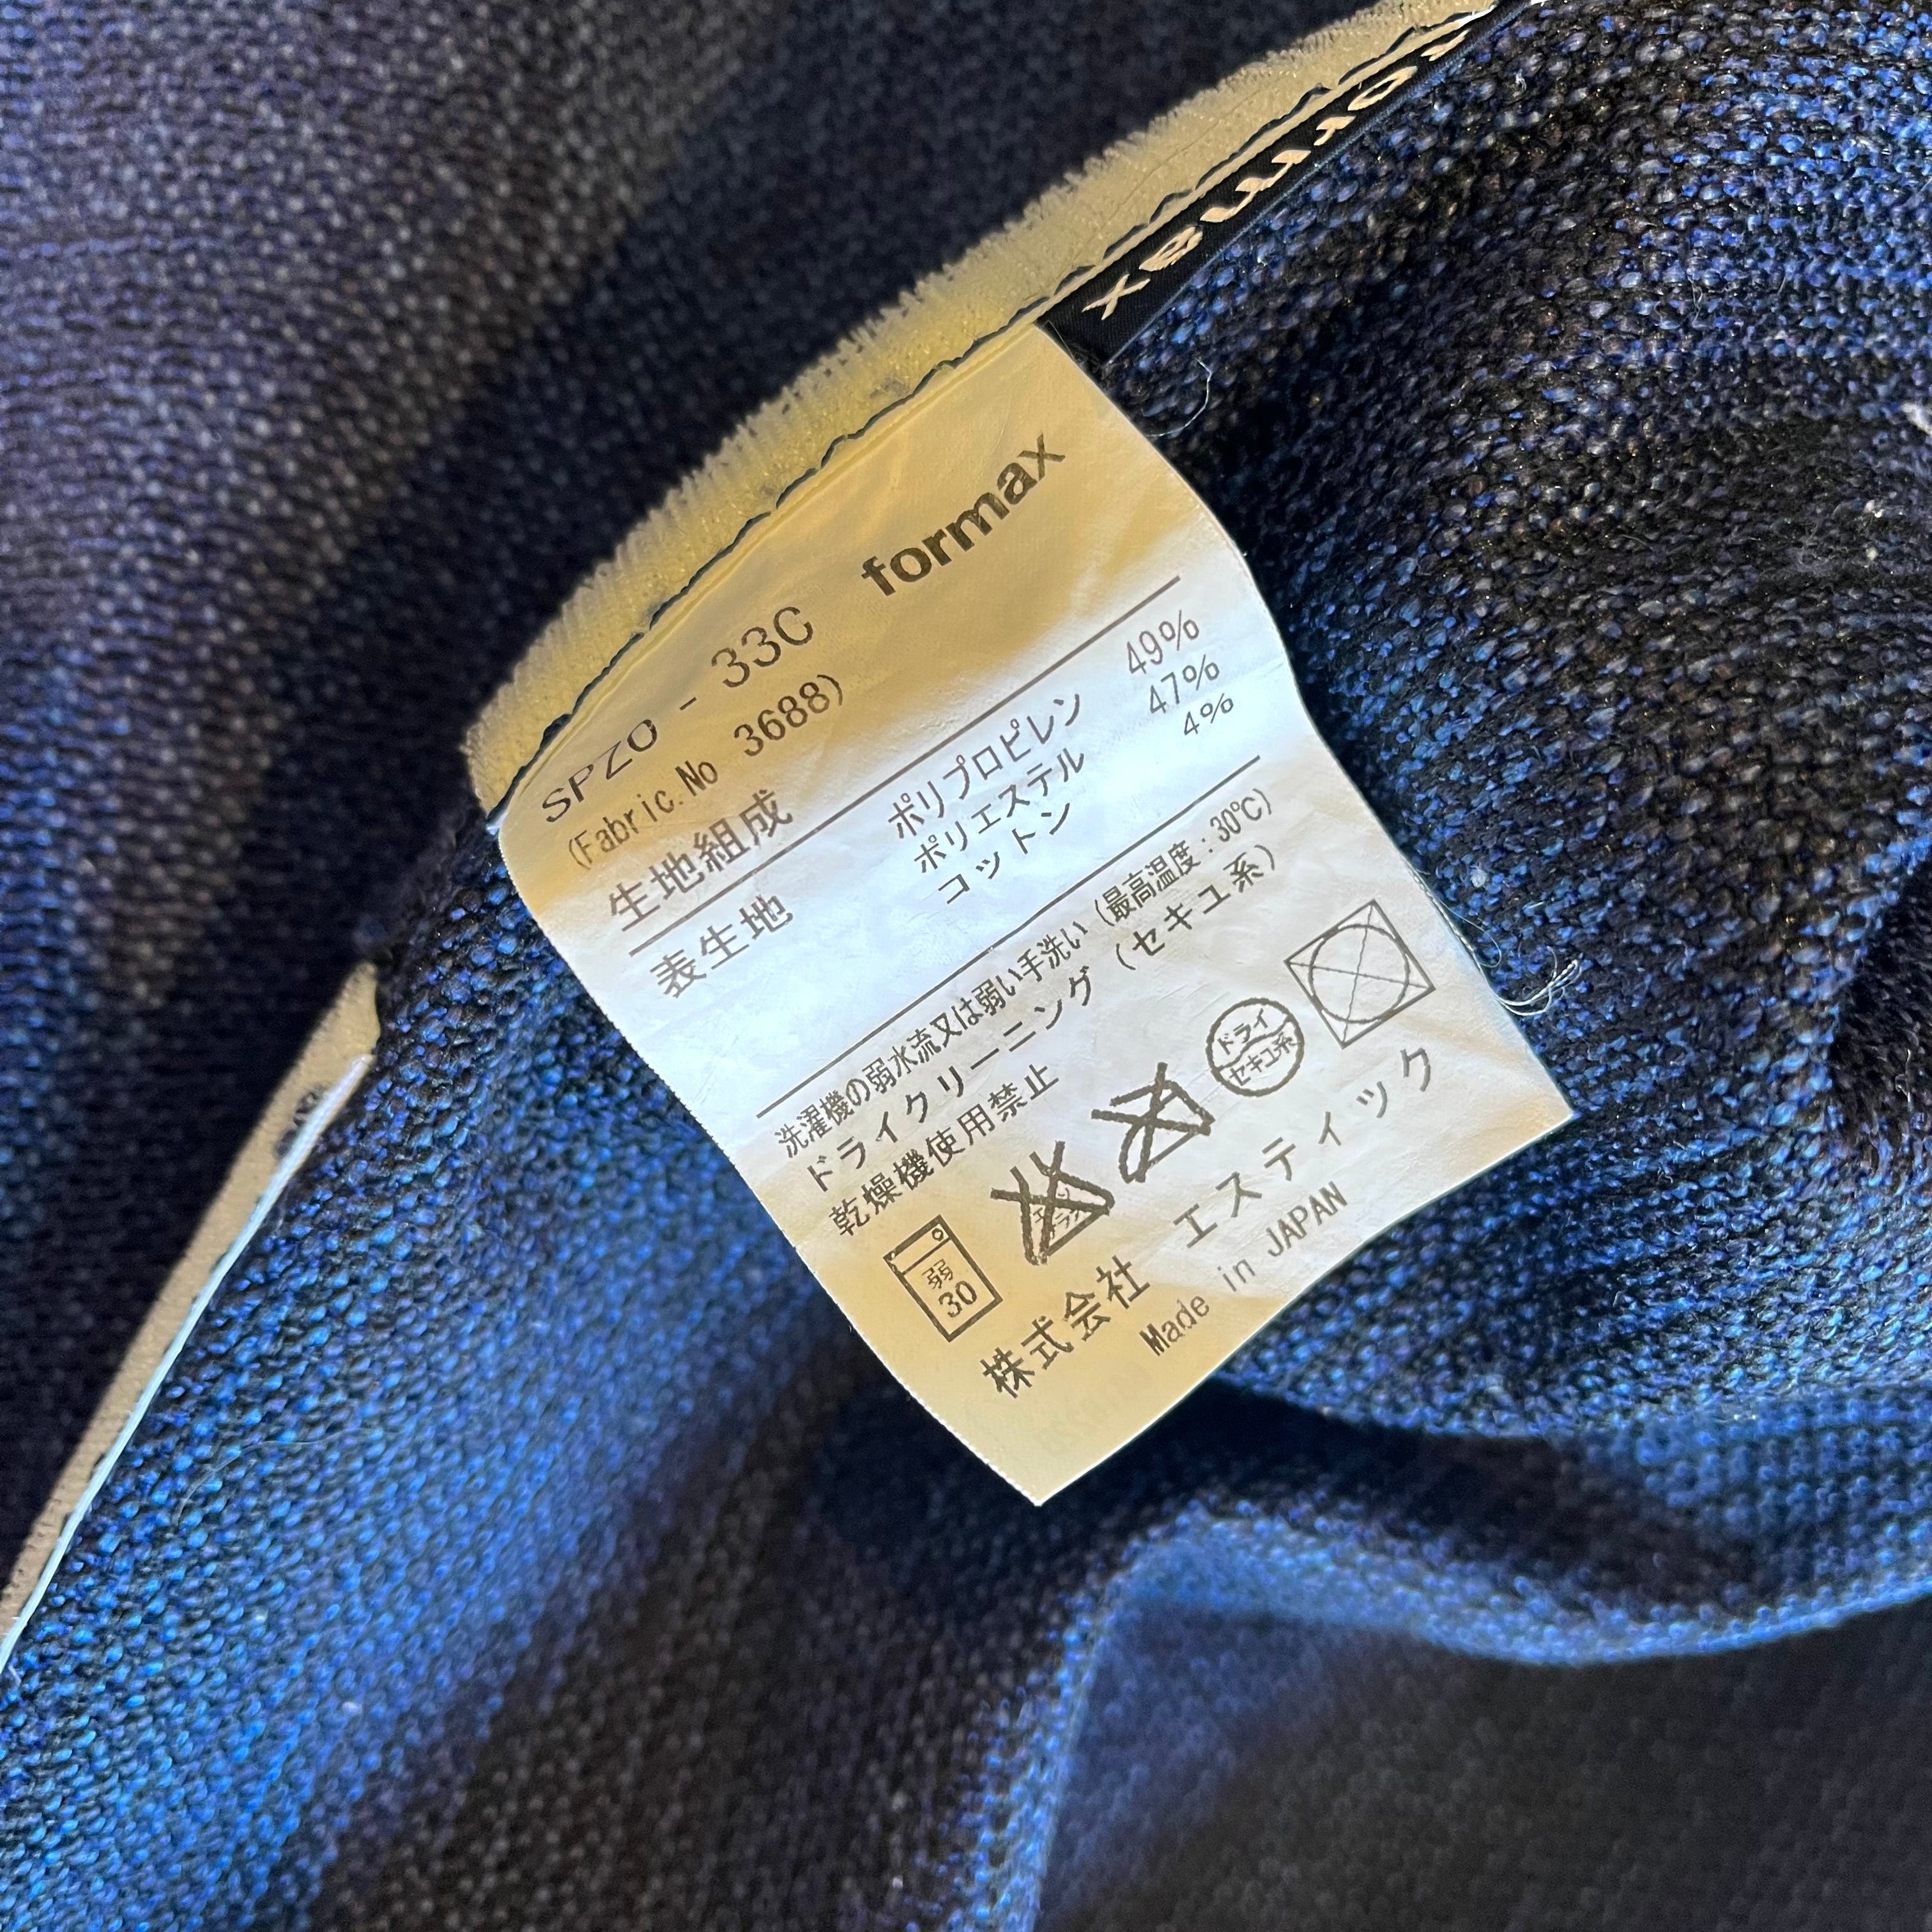 formax
formax
SPZ0 - 33C
(Fabric.No 3688)
生地組成
表生地 ポリプロピレン 49%
ポリエステル 47%
コットン 4%
洗濯機の弱水流又は弱い手洗い (最高温度:30℃)
ドライクリーニング (セキユ系)
乾燥機使用禁止
弱
30
ドライ
セキユ系
株式会社 エスティック
Made in JAPAN